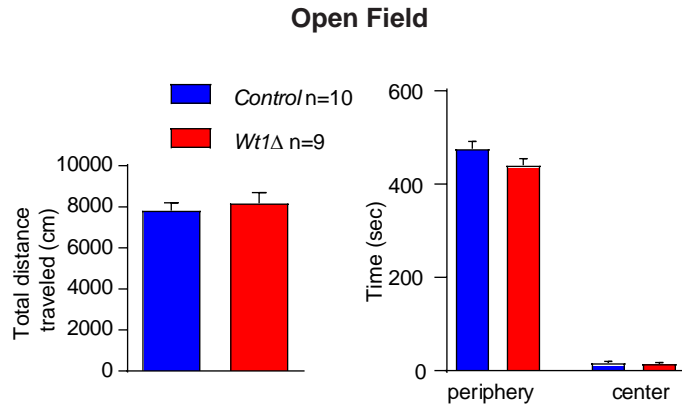 Open Field
Control n=10
Wt1Δ n=9
Total distance
traveled (cm)
10000
8000
6000
4000
2000
0
Time (sec)
600
400
200
0
periphery
center